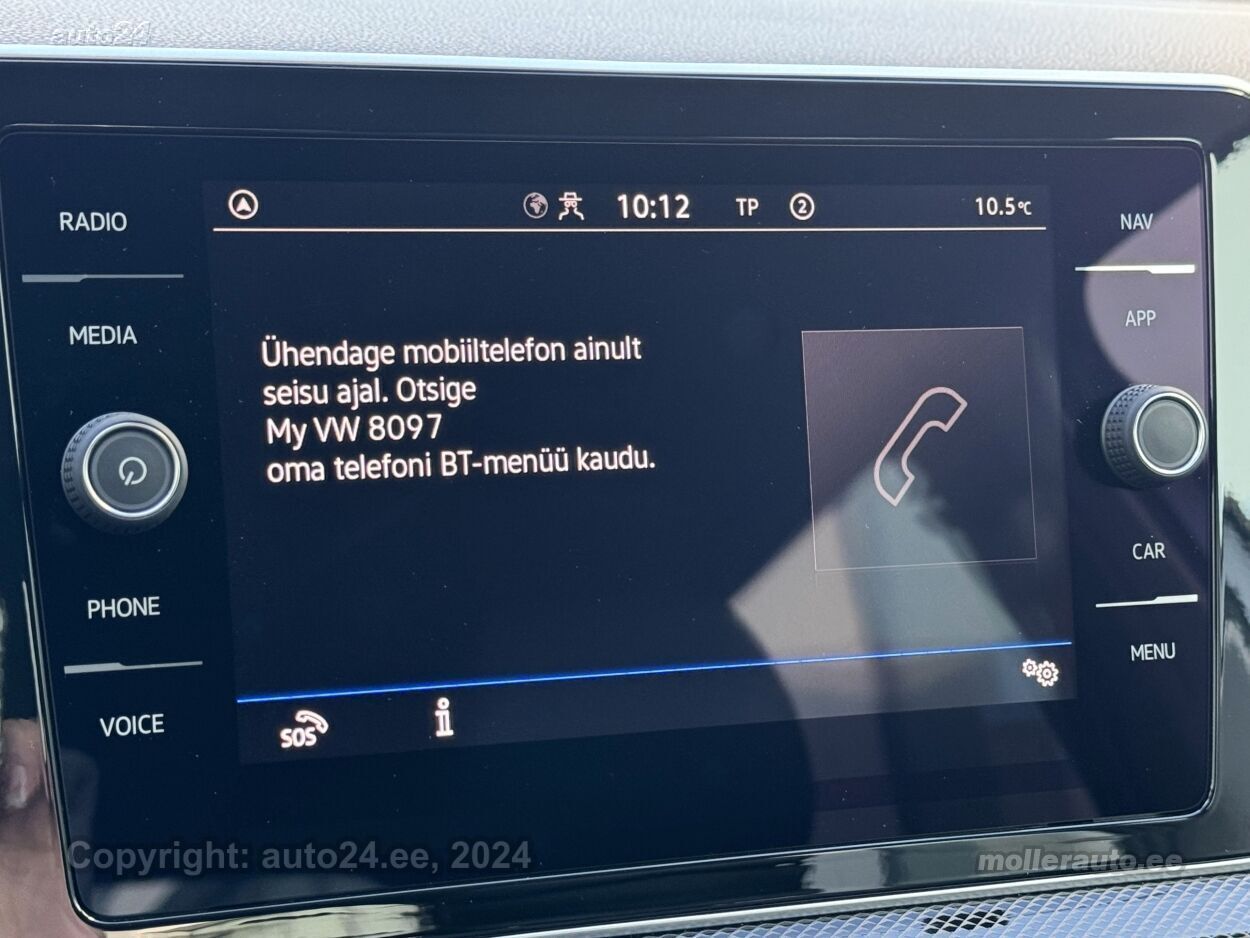 auto24
RADIO
MEDIA
PHONE
VOICE
10:12 TP 2 10.5°C
Ühendage mobiiltelefon ainult
seisu ajal. Otsige
My VW 8097
oma telefoni BT-menüü kaudu.
SOS i
NAV
APP
CAR
MENU
Copyright: auto24.ee, 2024
mollerauto.ee